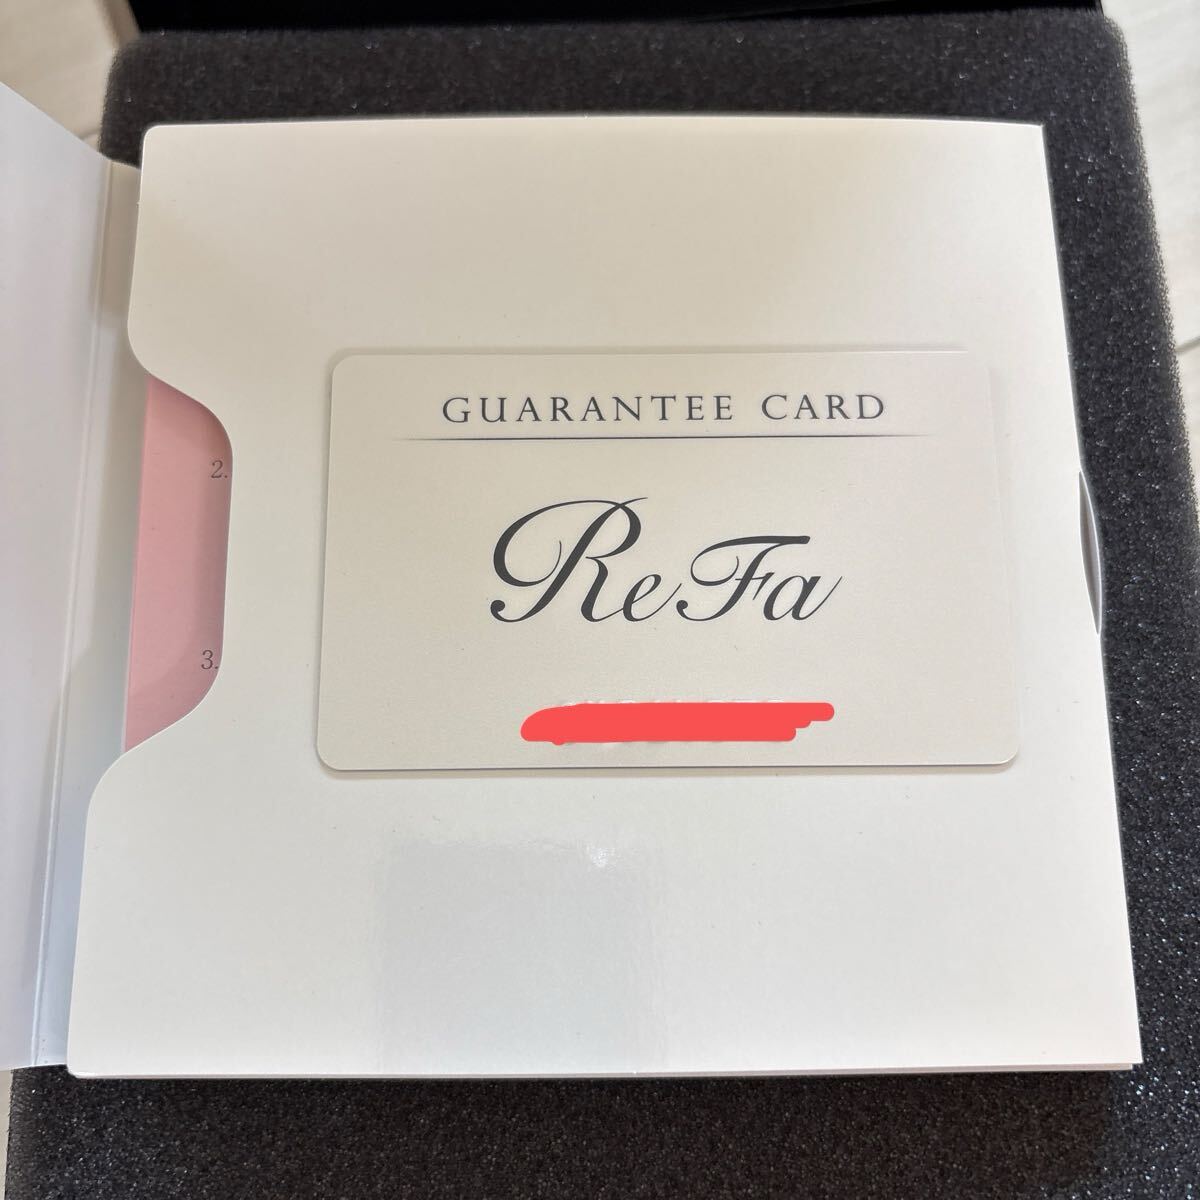 GUARANTEE CARD
ReFa
2.
3.